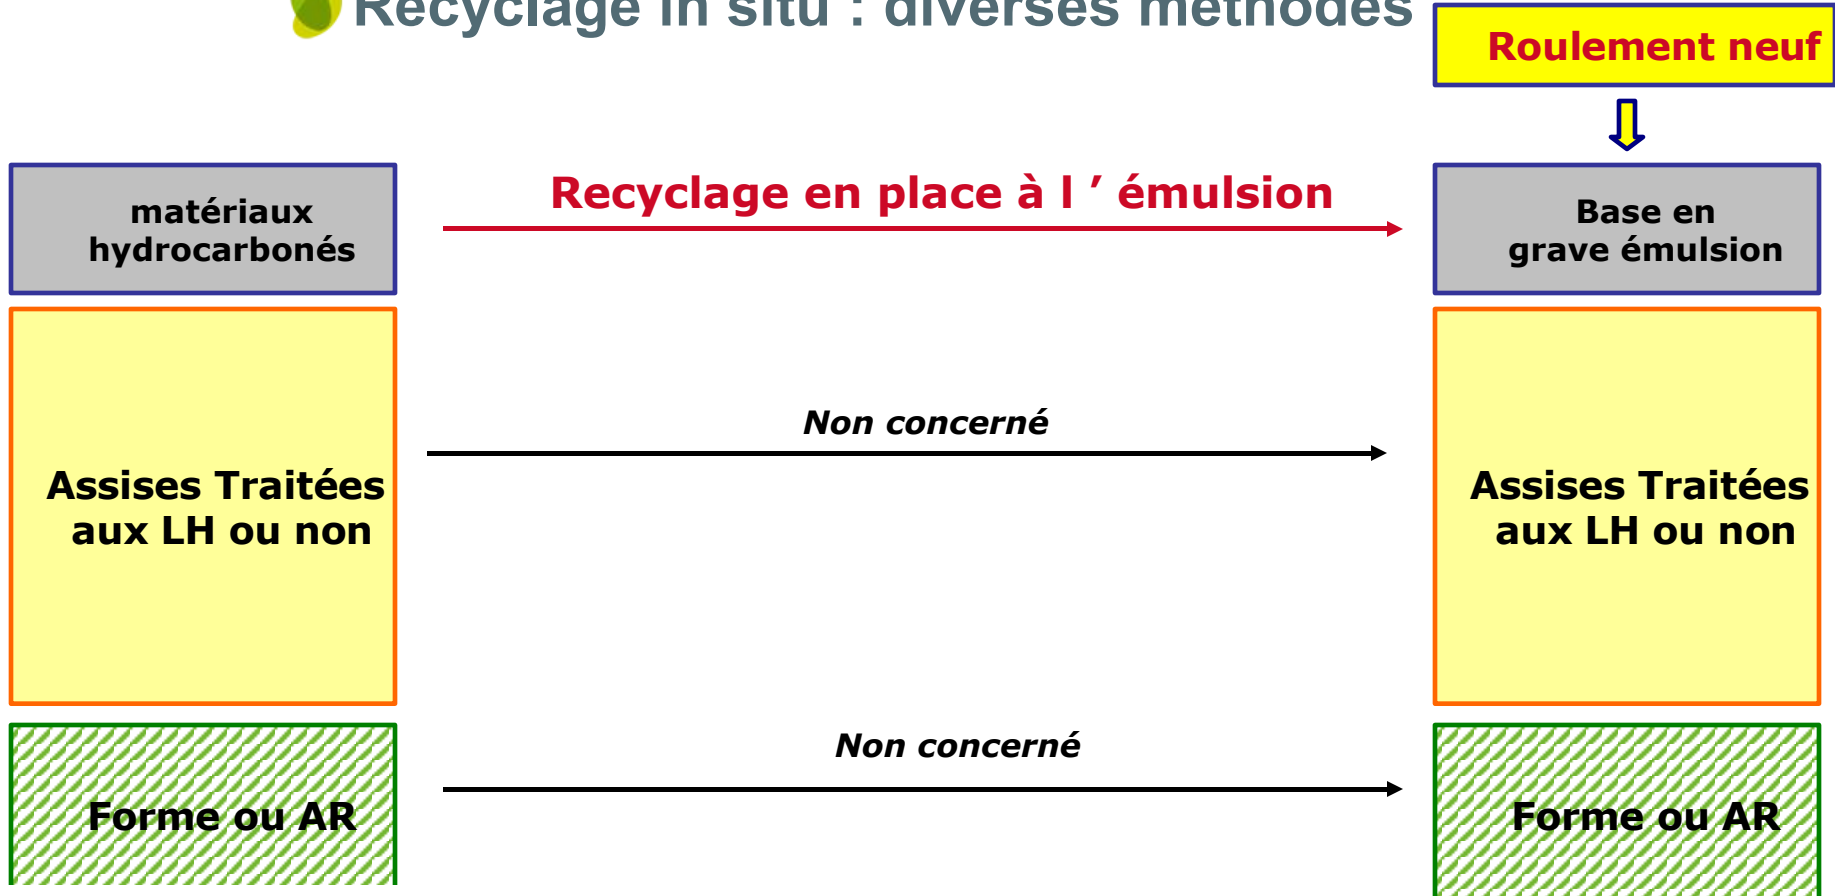 Recyclage in situ : diverses méthodes
Roulement neuf
matériaux
hydrocarbonés
Recyclage en place à l ’ émulsion
Base en
grave émulsion
Assises Traitées
aux LH ou non
Non concerné
Assises Traitées
aux LH ou non
Forme ou AR
Non concerné
Forme ou AR